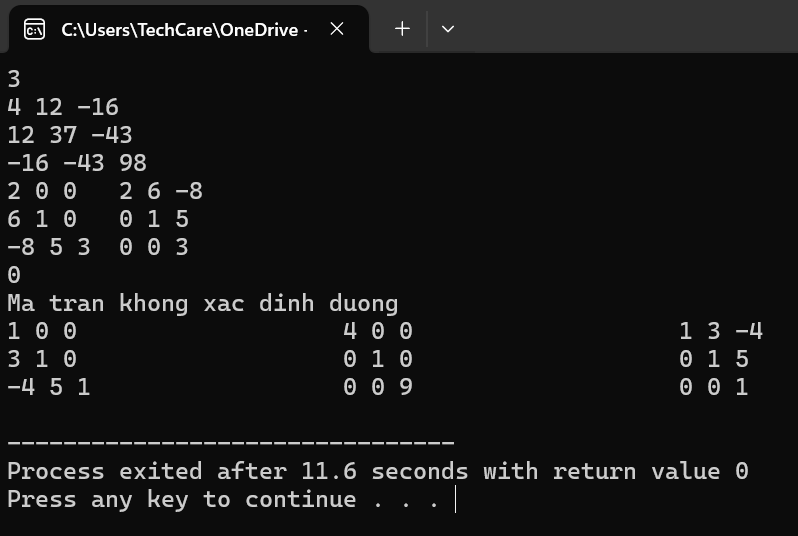 C:\Users\TechCare\OneDrive -
3
4 12 -16
12 37 -43
-16 -43 98
2 0 0   2 6 -8
6 1 0   0 1 5
-8 5 3  0 0 3
0
Ma tran khong xac dinh duong
1 0 0                   4 0 0                   1 3 -4
3 1 0                   0 1 0                   0 1 5
-4 5 1                  0 0 9                   0 0 1
--------------------------------
Process exited after 11.6 seconds with return value 0
Press any key to continue . . .